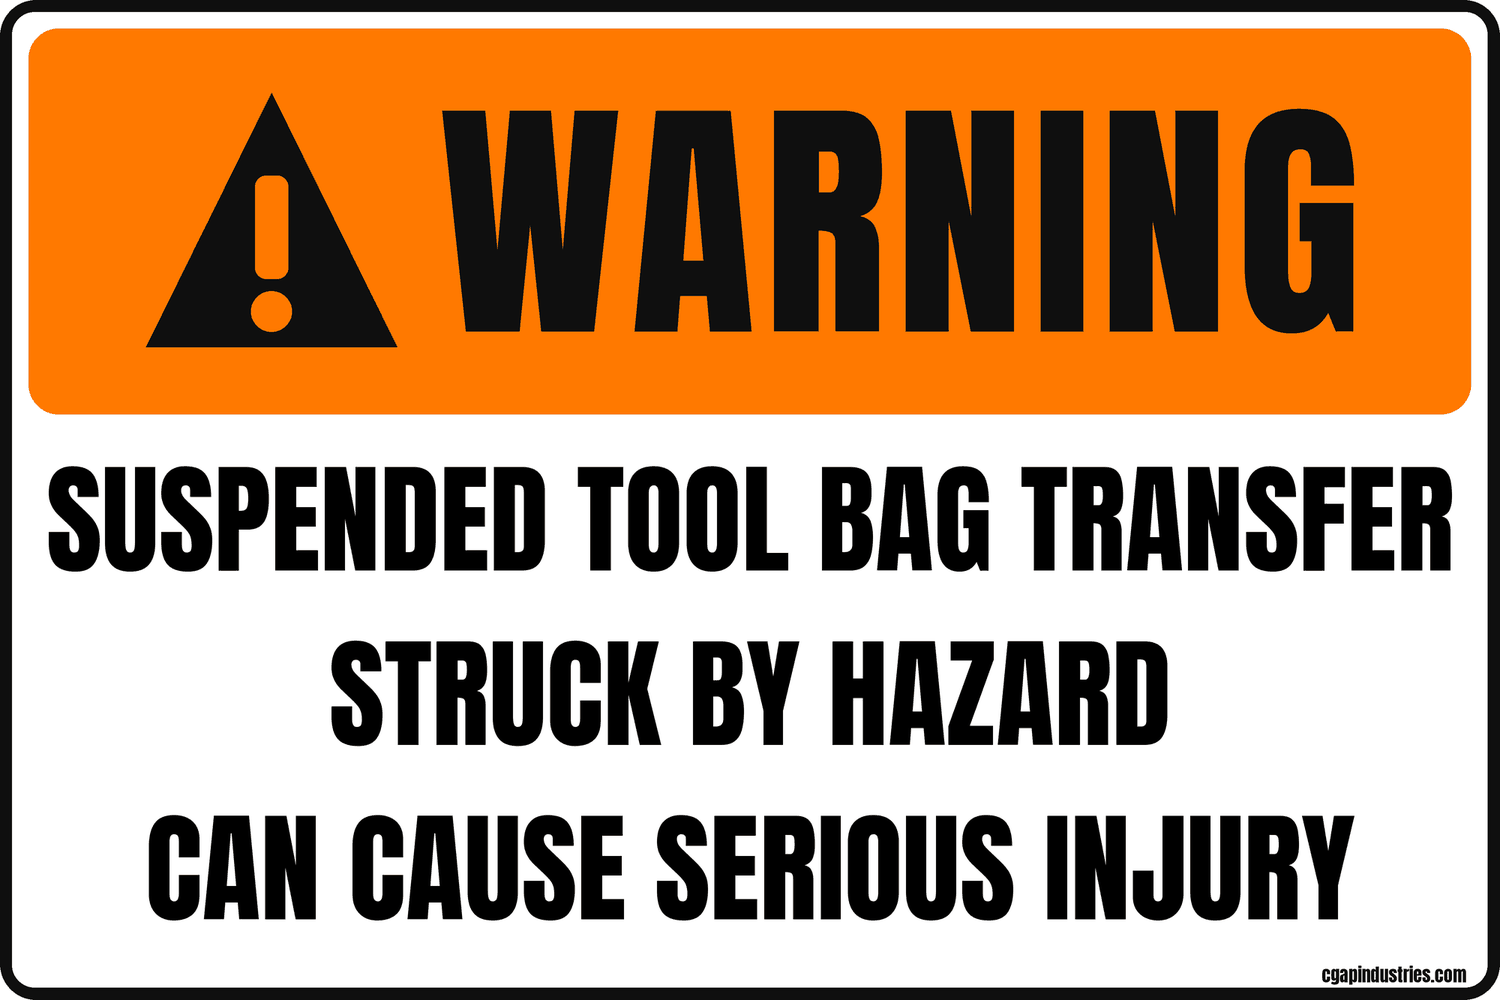 WARNING
SUSPENDED TOOL BAG TRANSFER
STRUCK BY HAZARD
CAN CAUSE SERIOUS INJURY
cgapindustries.com